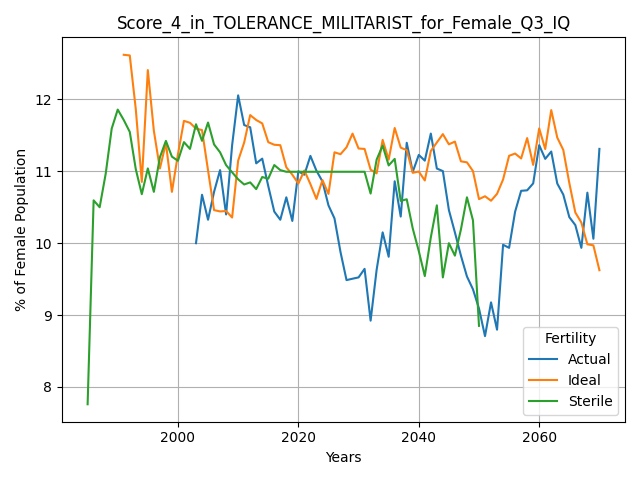 Score_4_in_TOLERANCE_MILITARIST_for_Female_Q3_IQ
% of Female Population
12
11
10
9
8
2000 2020 2040 2060
Years
Fertility
Actual
Ideal
Sterile